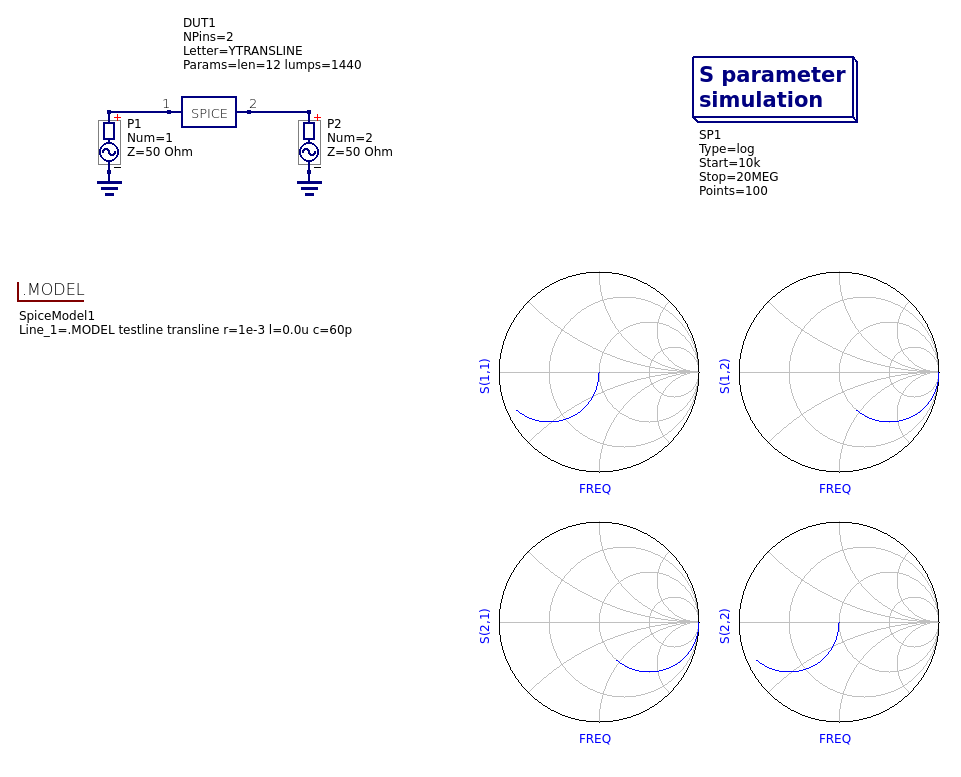 DUT1
NPins=2
Letter=YTRANSLINE
Params=len=12 lumps=1440
1
SPICE
2
P1
Num=1
Z=50 Ohm
P2
Num=2
Z=50 Ohm
S parameter
simulation
SP1
Type=log
Start=10k
Stop=20MEG
Points=100
.MODEL
SpiceModel1
Line_1=.MODEL testline transline r=1e-3 l=0.0u c=60p
S(1,1)
FREQ
S(1,2)
FREQ
S(2,1)
FREQ
S(2,2)
FREQ